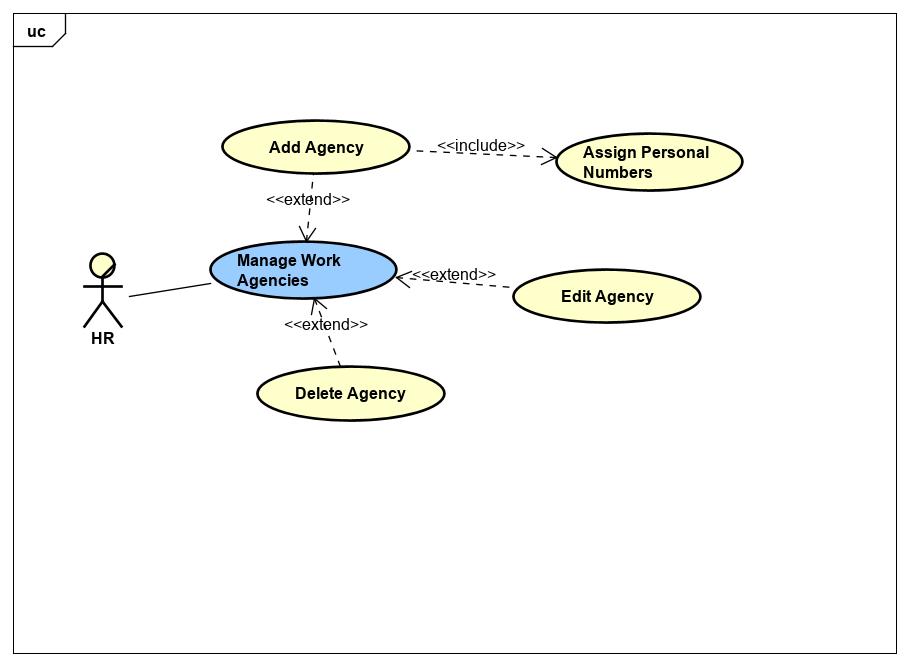 uc
Add Agency
<<include>>
Assign Personal
Numbers
<<extend>>
Manage Work
Agencies
<<extend>>
Edit Agency
HR
<<extend>>
Delete Agency